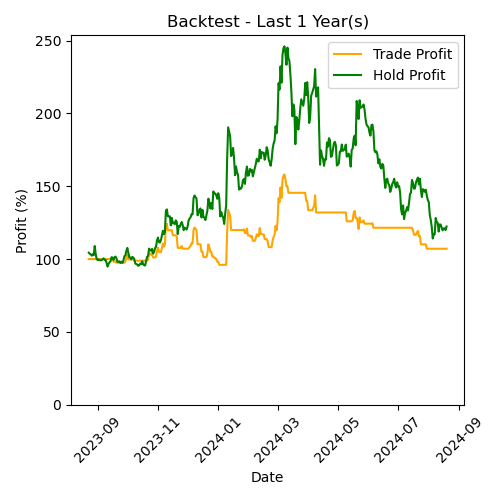 Backtest - Last 1 Year(s)
Trade Profit
Hold Profit
Profit (%)
250
200
150
100
50
0
2023-09
2023-11
2024-01
2024-03
2024-05
2024-07
2024-09
Date